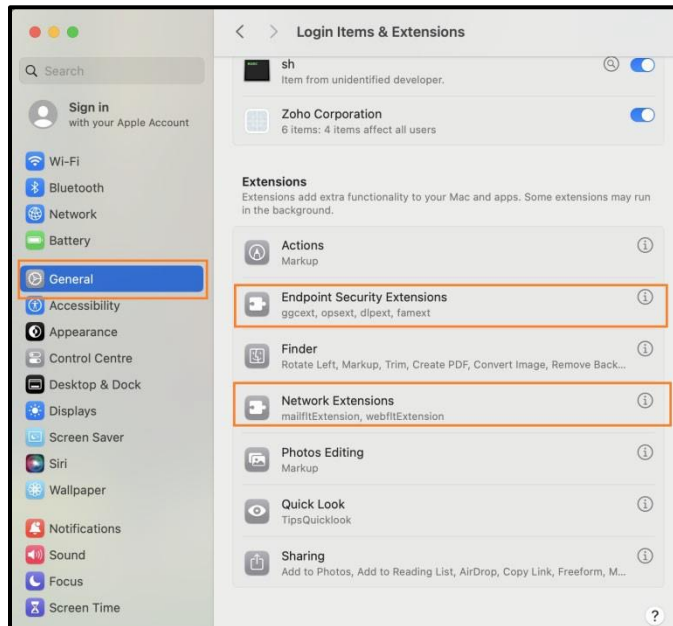 Login Items & Extensions
Search
Sign in
with your Apple Account
Wi-Fi
Bluetooth
Network
Battery
General
Accessibility
Appearance
Control Centre
Desktop & Dock
Displays
Screen Saver
Siri
Wallpaper
Notifications
Sound
Focus
Screen Time
sh
Item from unidentified developer.
Zoho Corporation
6 items: 4 items affect all users
Extensions
Extensions add extra functionality to your Mac and apps. Some extensions may run
in the background.
Actions
Markup
Endpoint Security Extensions
ggcext, opsext, dlpext, famext
Finder
Rotate Left, Markup, Trim, Create PDF, Convert Image, Remove Back...
Network Extensions
mailfltExtension, webfltExtension
Photos Editing
Markup
Quick Look
TipsQuicklook
Sharing
Add to Photos, Add to Reading List, AirDrop, Copy Link, Freeform, M...
?